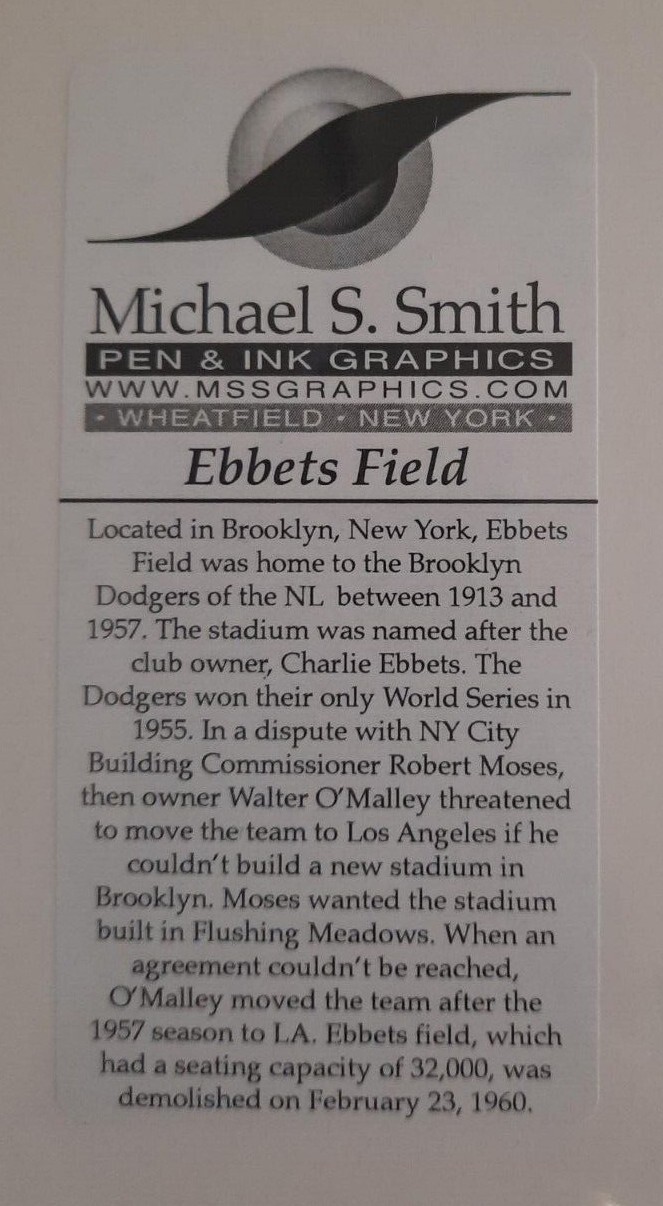 Michael S. Smith
PEN & INK GRAPHICS
WWW.MSSGRAPHICS.COM
• WHEATFIELD • NEW YORK •
Ebbets Field
Located in Brooklyn, New York, Ebbets
Field was home to the Brooklyn
Dodgers of the NL between 1913 and
1957. The stadium was named after the
club owner, Charlie Ebbets. The
Dodgers won their only World Series in
1955. In a dispute with NY City
Building Commissioner Robert Moses,
then owner Walter O'Malley threatened
to move the team to Los Angeles if he
couldn't build a new stadium in
Brooklyn. Moses wanted the stadium
built in Flushing Meadows. When an
agreement couldn't be reached,
O'Malley moved the team after the
1957 season to LA. Ebbets field, which
had a seating capacity of 32,000, was
demolished on February 23, 1960.